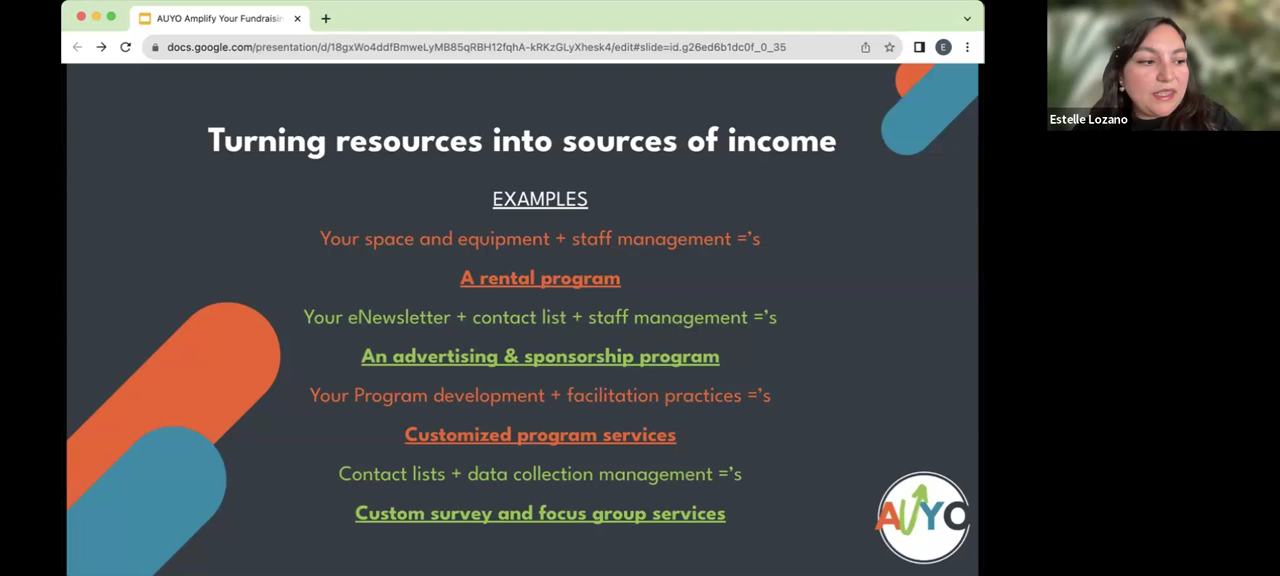 AUYO Amplify Your Fundraisin
docs.google.com/presentation/d/18gxWo4ddfBmweLyMB85qRBH12fqhA-kRKzGLyXhesk4/edit#slide=id.g26ed6b1dc0f_0_35
E
Estelle Lozano
Turning resources into sources of income
EXAMPLES
Your space and equipment + staff management =’s
A rental program
Your eNewsletter + contact list + staff management =’s
An advertising & sponsorship program
Your Program development + facilitation practices =’s
Customized program services
Contact lists + data collection management =’s
Custom survey and focus group services
AUYO